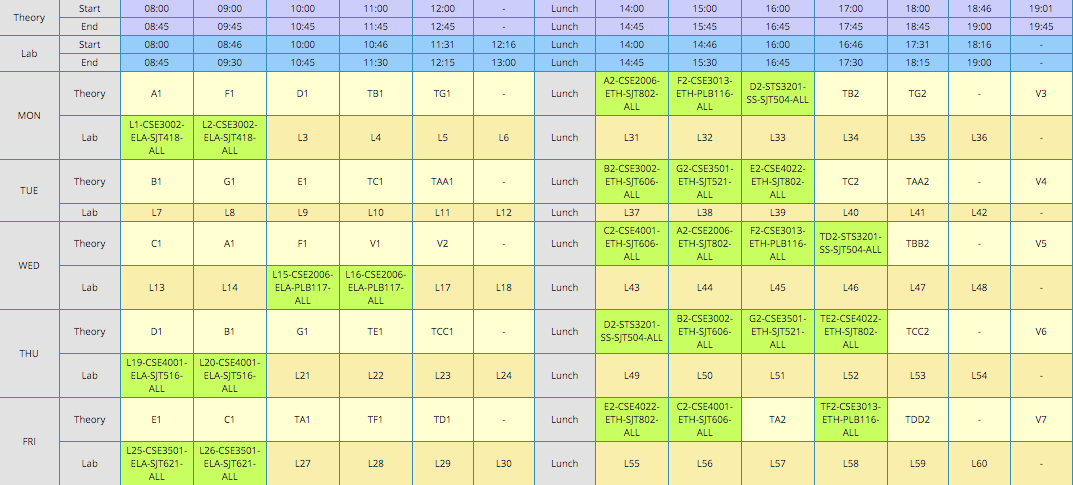 Theory Start 08:00 09:00 10:00 11:00 12:00 - Lunch 14:00 15:00 16:00 17:00 18:00 18:46 19:01
End 08:45 09:45 10:45 11:45 12:45 - Lunch 14:45 15:45 16:45 17:45 18:45 19:00 19:45
Lab Start 08:00 08:46 10:00 10:46 11:31 12:16 Lunch 14:00 14:46 16:00 16:46 17:31 18:16 -
End 08:45 09:30 10:45 11:30 12:15 13:00 Lunch 14:45 15:30 16:45 17:30 18:15 19:00 -
MON Theory A1 F1 D1 TB1 TG1 - Lunch A2-CSE2006-ETH-SJT802-ALL F2-CSE3013-ETH-PLB116-ALL D2-STS3201-SS-SJT504-ALL TB2 TG2 - V3
Lab L1-CSE3002-ELA-SJT418-ALL L2-CSE3002-ELA-SJT418-ALL L3 L4 L5 L6 Lunch L31 L32 L33 L34 L35 L36 -
TUE Theory B1 G1 E1 TC1 TAA1 - Lunch B2-CSE3002-ETH-SJT606-ALL G2-CSE3501-ETH-SJT521-ALL E2-CSE4022-ETH-SJT802-ALL TC2 TAA2 - V4
Lab L7 L8 L9 L10 L11 L12 Lunch L37 L38 L39 L40 L41 L42 -
WED Theory C1 A1 F1 V1 V2 - Lunch C2-CSE4001-ETH-SJT606-ALL A2-CSE2006-ETH-SJT802-ALL F2-CSE3013-ETH-PLB116-ALL TD2-STS3201-SS-SJT504-ALL TBB2 - V5
Lab L13 L14 L15-CSE2006-ELA-PLB117-ALL L16-CSE2006-ELA-PLB117-ALL L17 L18 Lunch L43 L44 L45 L46 L47 L48 -
THU Theory D1 B1 G1 TE1 TCC1 - Lunch D2-STS3201-SS-SJT504-ALL B2-CSE3002-ETH-SJT606-ALL G2-CSE3501-ETH-SJT521-ALL TE2-CSE4022-ETH-SJT802-ALL TCC2 - V6
Lab L19-CSE4001-ELA-SJT516-ALL L20-CSE4001-ELA-SJT516-ALL L21 L22 L23 L24 Lunch L49 L50 L51 L52 L53 L54 -
FRI Theory E1 C1 TA1 TF1 TD1 - Lunch E2-CSE4022-ETH-SJT802-ALL C2-CSE4001-ETH-SJT606-ALL TA2 TF2-CSE3013-ETH-PLB116-ALL TDD2 - V7
Lab L25-CSE3501-ELA-SJT621-ALL L26-CSE3501-ELA-SJT621-ALL L27 L28 L29 L30 Lunch L55 L56 L57 L58 L59 L60 -